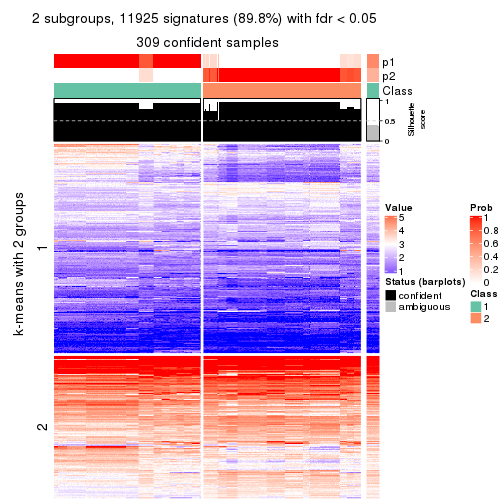 2 subgroups, 11925 signatures (89.8%) with fdr < 0.05
309 confident samples
p1
p2
Class
1
0.5
0
Silhouette
score
k-means with 2 groups
1
2
Value
5
4
3
2
1
Status (barplots)
confident
ambiguous
Prob
1
0.8
0.6
0.4
0.2
0
Class
1
2